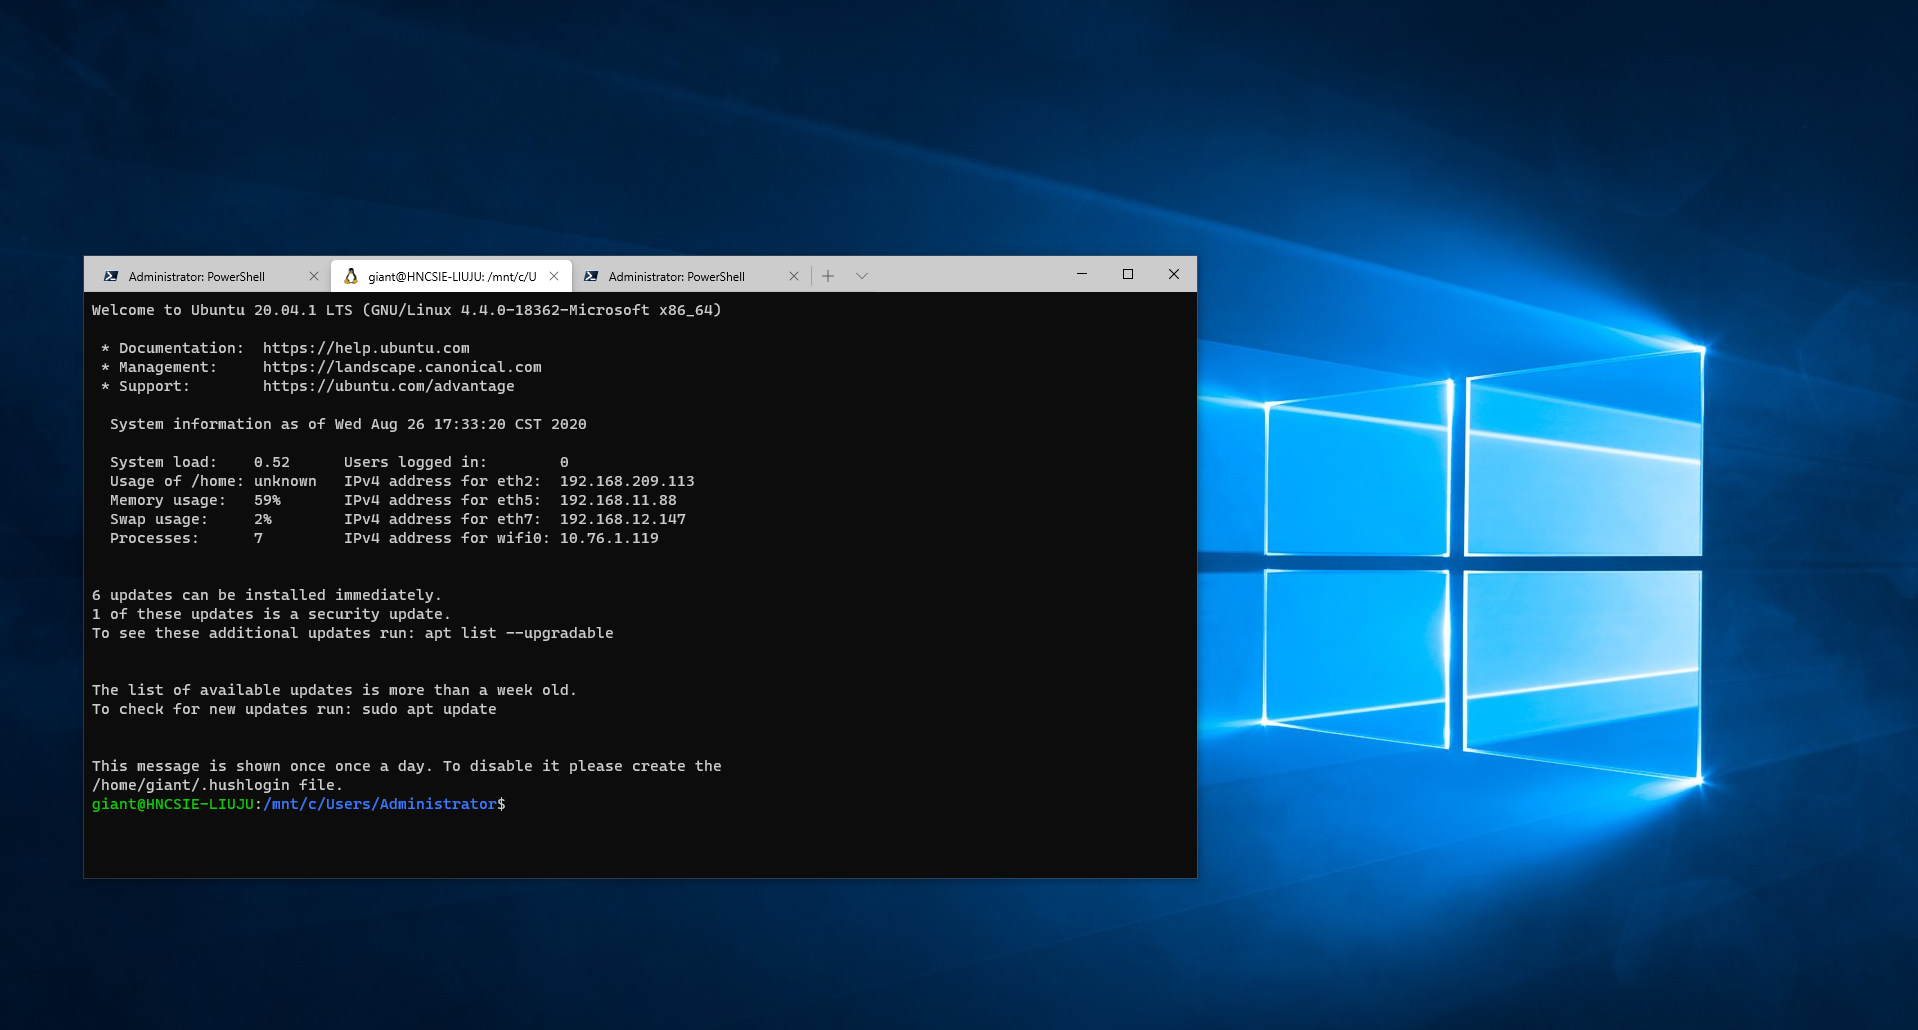 Administrator: PowerShell
giant@HNCSIE-LIUJU: /mnt/c/U
Administrator: PowerShell
Welcome to Ubuntu 20.04.1 LTS (GNU/Linux 4.4.0-18362-Microsoft x86_64)
* Documentation:  https://help.ubuntu.com
* Management:     https://landscape.canonical.com
* Support:        https://ubuntu.com/advantage
System information as of Wed Aug 26 17:33:20 CST 2020
System load:    0.52      Users logged in:        0
Usage of /home: unknown   IPv4 address for eth2:  192.168.209.113
Memory usage:   59%       IPv4 address for eth5:  192.168.11.88
Swap usage:     2%        IPv4 address for eth7:  192.168.12.147
Processes:      7         IPv4 address for wifi0: 10.76.1.119
6 updates can be installed immediately.
1 of these updates is a security update.
To see these additional updates run: apt list --upgradable
The list of available updates is more than a week old.
To check for new updates run: sudo apt update
This message is shown once once a day. To disable it please create the
/home/giant/.hushlogin file.
giant@HNCSIE-LIUJU:/mnt/c/Users/Administrator$